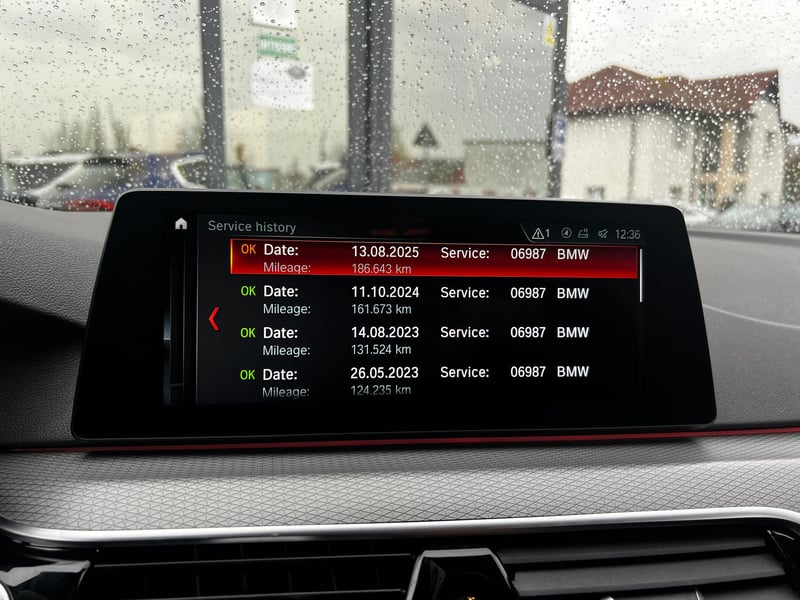 Service history
1 12:36
OK Date: 13.08.2025 Service: 06987 BMW
Mileage: 186.643 km
OK Date: 11.10.2024 Service: 06987 BMW
Mileage: 161.673 km
OK Date: 14.08.2023 Service: 06987 BMW
Mileage: 131.524 km
OK Date: 26.05.2023 Service: 06987 BMW
Mileage: 124.235 km